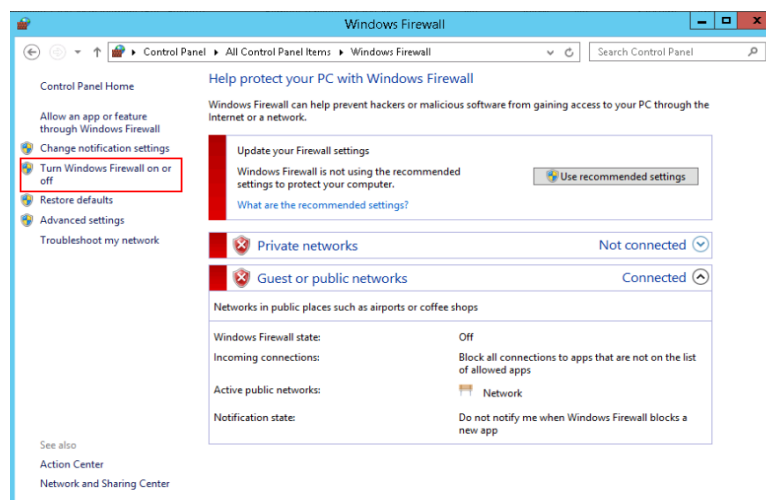 Windows Firewall
Control Panel ▸ All Control Panel Items ▸ Windows Firewall
Search Control Panel
Control Panel Home
Allow an app or feature
through Windows Firewall
Change notification settings
Turn Windows Firewall on or
off
Restore defaults
Advanced settings
Troubleshoot my network
See also
Action Center
Network and Sharing Center
Help protect your PC with Windows Firewall
Windows Firewall can help prevent hackers or malicious software from gaining access to your PC through the
Internet or a network.
Update your Firewall settings
Windows Firewall is not using the recommended
settings to protect your computer.
Use recommended settings
What are the recommended settings?
Private networks Not connected
Guest or public networks Connected
Networks in public places such as airports or coffee shops
Windows Firewall state: Off
Incoming connections: Block all connections to apps that are not on the list
of allowed apps
Active public networks: Network
Notification state: Do not notify me when Windows Firewall blocks a
new app